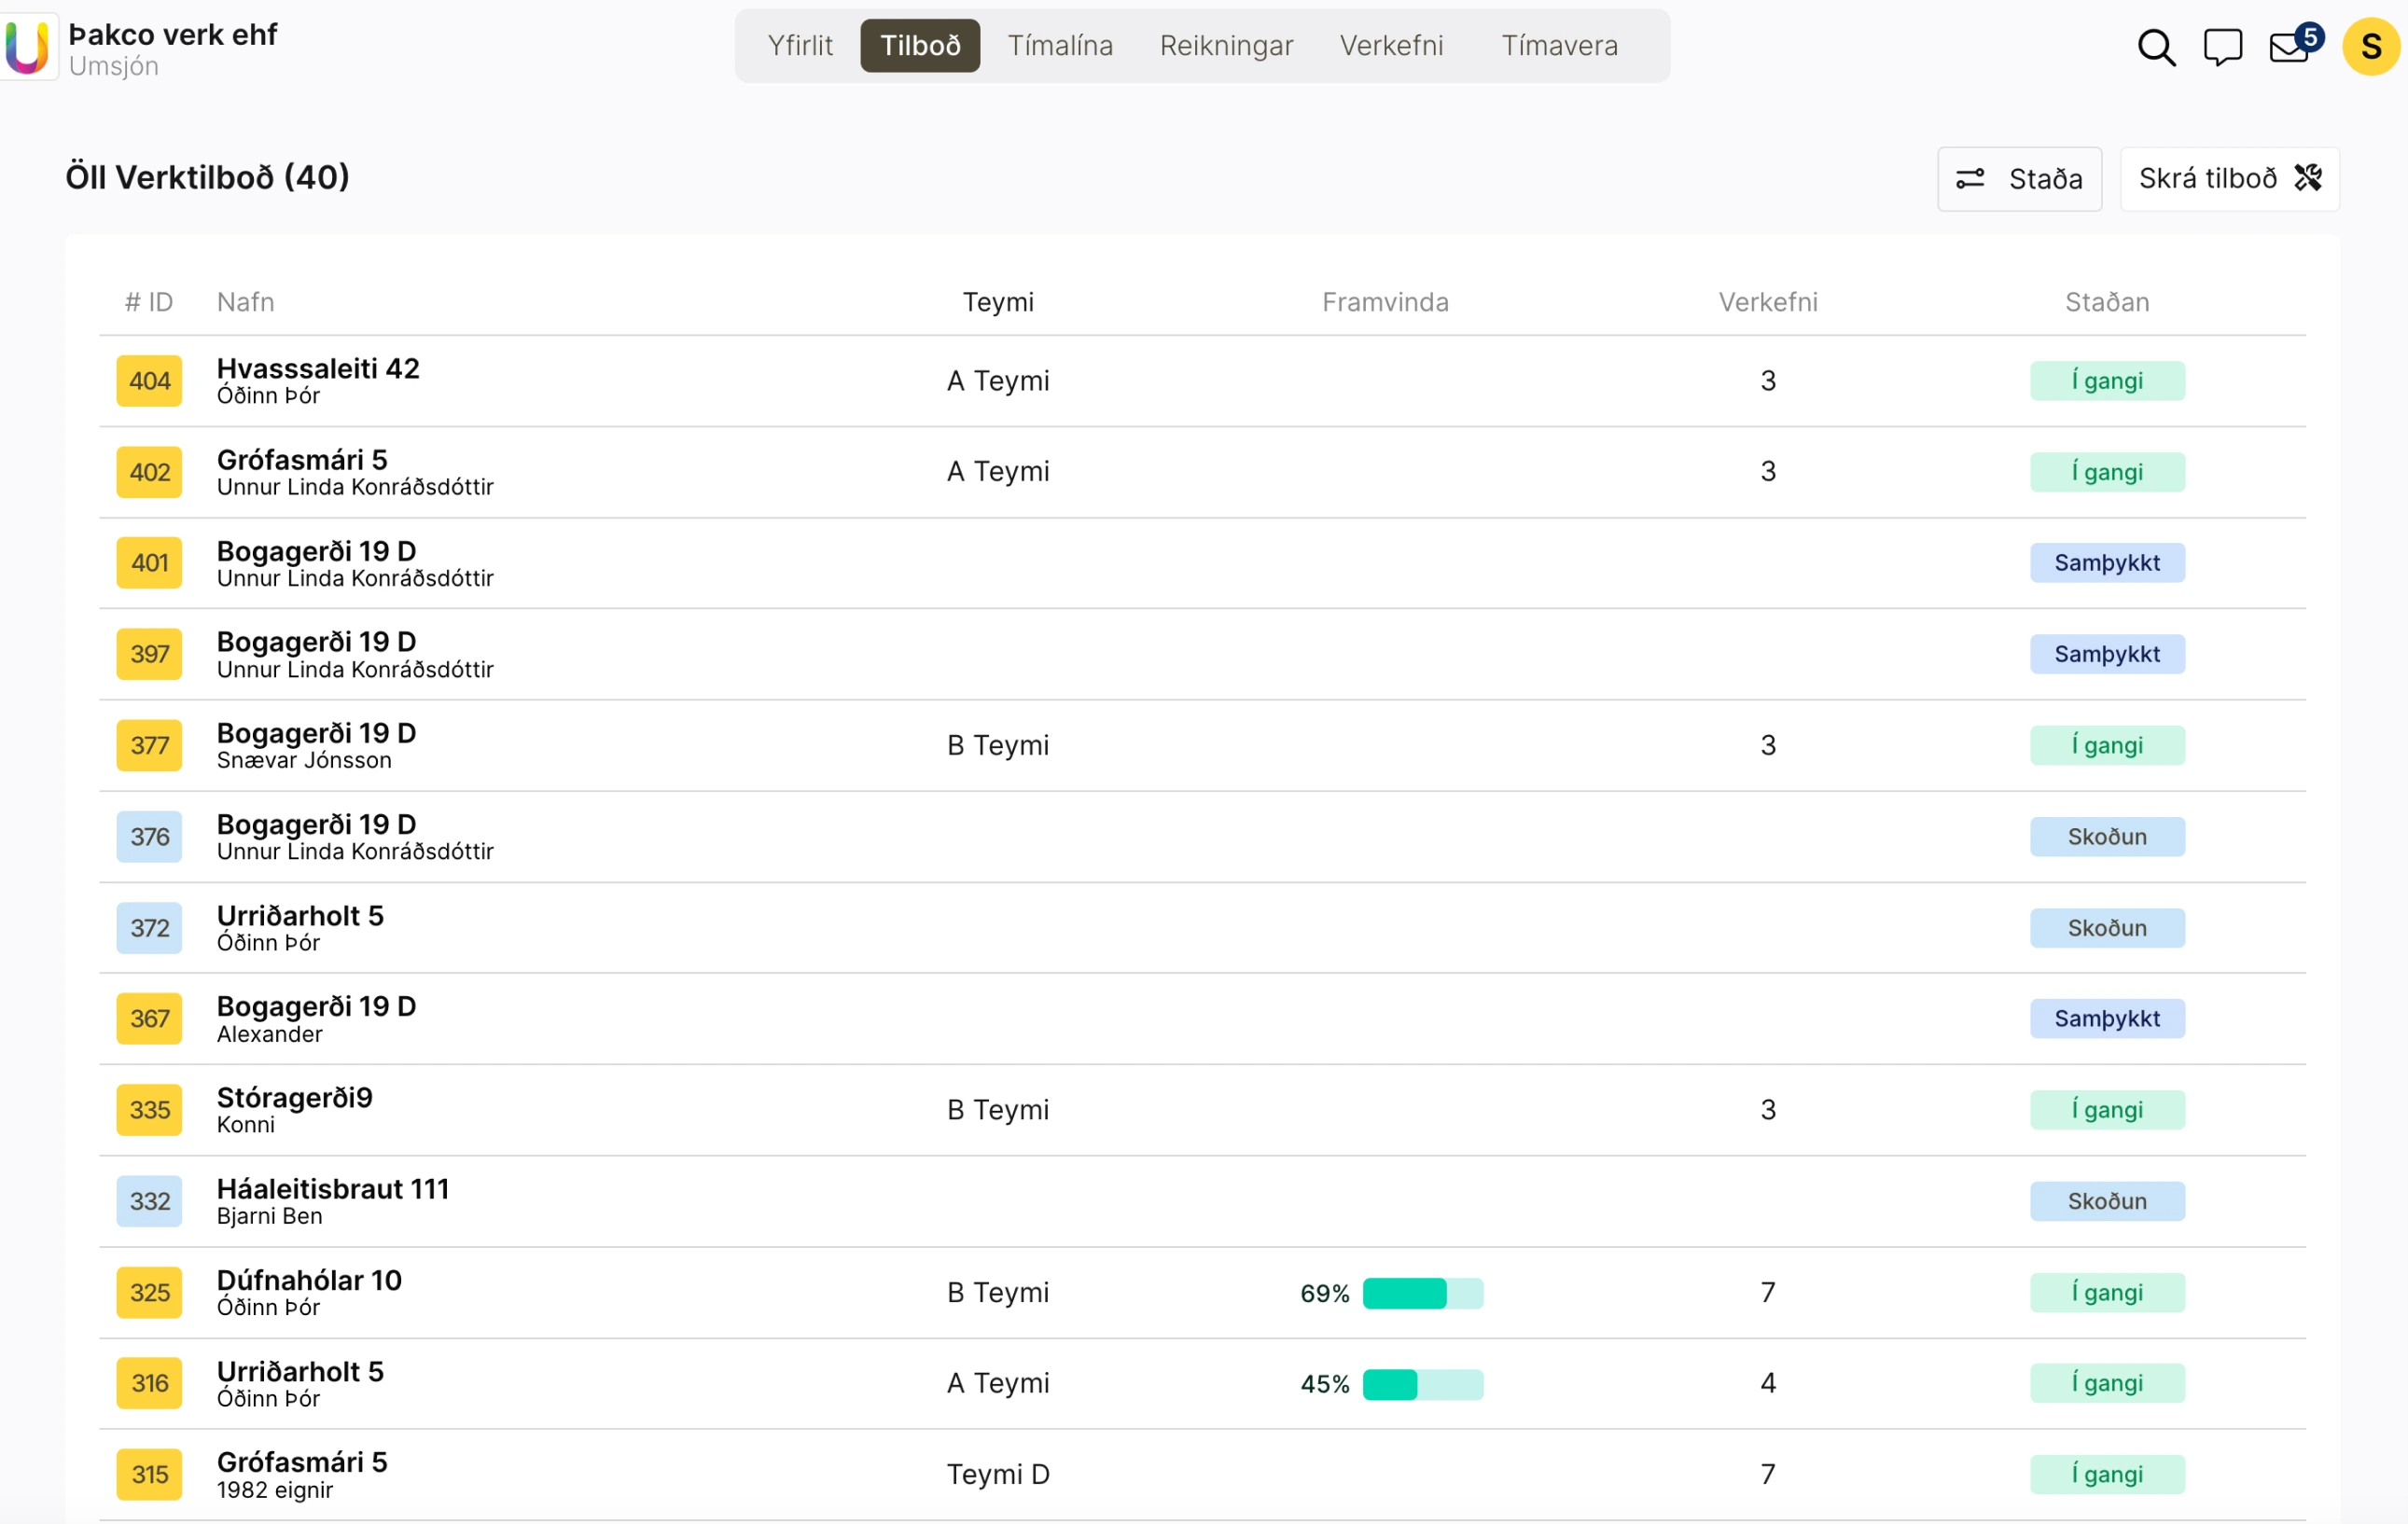 Þakco verk ehf
Umsjón
Yfirlit Tilboð Tímalína Reikningar Verkefni Tímavera
5 S
Öll Verktilboð (40)
Staða Skrá tilboð
# ID Nafn Teymi Framvinda Verkefni Staðan
404 Hvasssaleiti 42 A Teymi 3 Í gangi
Óðinn Þór
402 Grófasmári 5 A Teymi 3 Í gangi
Unnur Linda Konráðsdóttir
401 Bogagerði 19 D Samþykkt
Unnur Linda Konráðsdóttir
397 Bogagerði 19 D Samþykkt
Unnur Linda Konráðsdóttir
377 Bogagerði 19 D B Teymi 3 Í gangi
Snævar Jónsson
376 Bogagerði 19 D Skoðun
Unnur Linda Konráðsdóttir
372 Urriðarholt 5 Skoðun
Óðinn Þór
367 Bogagerði 19 D Samþykkt
Alexander
335 Stóragerði9 B Teymi 3 Í gangi
Konni
332 Háaleitisbraut 111 Skoðun
Bjarni Ben
325 Dúfnahólar 10 B Teymi 69% 7 Í gangi
Óðinn Þór
316 Urriðarholt 5 A Teymi 45% 4 Í gangi
Óðinn Þór
315 Grófasmári 5 Teymi D 7 Í gangi
1982 eignir